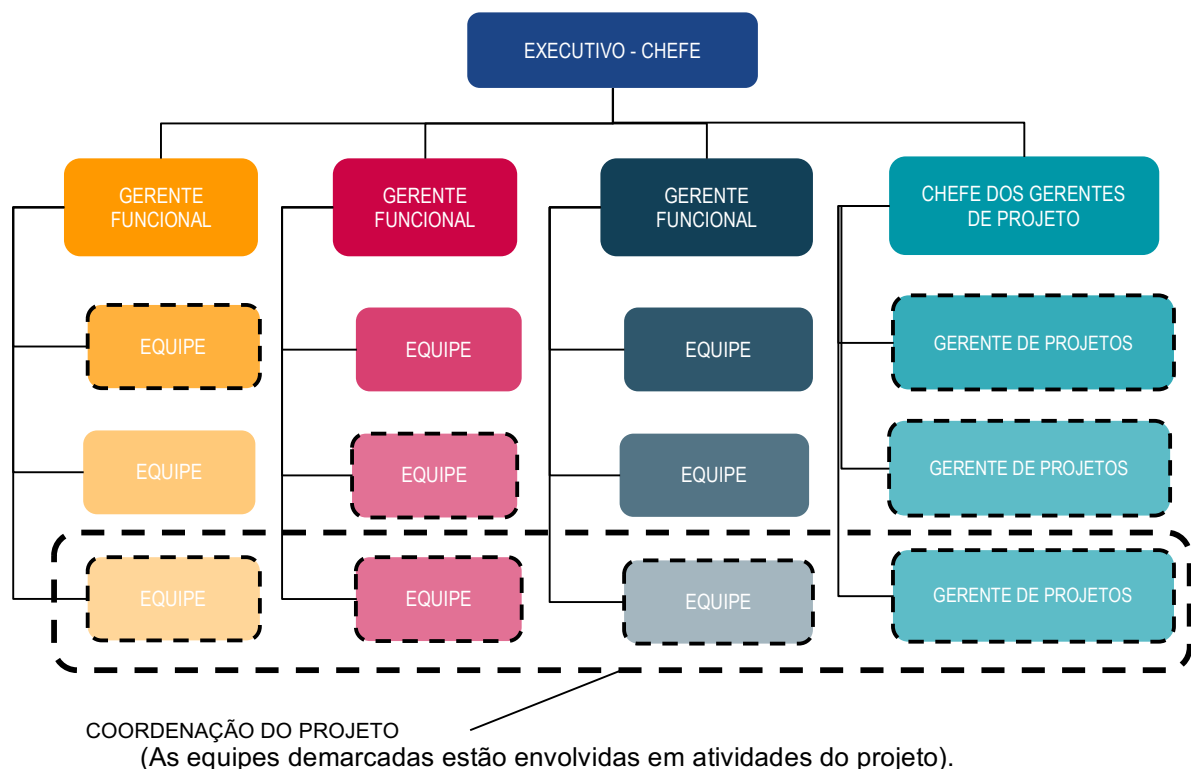 EXECUTIVO - CHEFE
GERENTE
FUNCIONAL
GERENTE
FUNCIONAL
GERENTE
FUNCIONAL
CHEFE DOS GERENTES
DE PROJETO
EQUIPE
EQUIPE
EQUIPE
GERENTE DE PROJETOS
EQUIPE
EQUIPE
EQUIPE
GERENTE DE PROJETOS
EQUIPE
EQUIPE
EQUIPE
GERENTE DE PROJETOS
COORDENAÇÃO DO PROJETO
(As equipes demarcadas estão envolvidas em atividades do projeto).